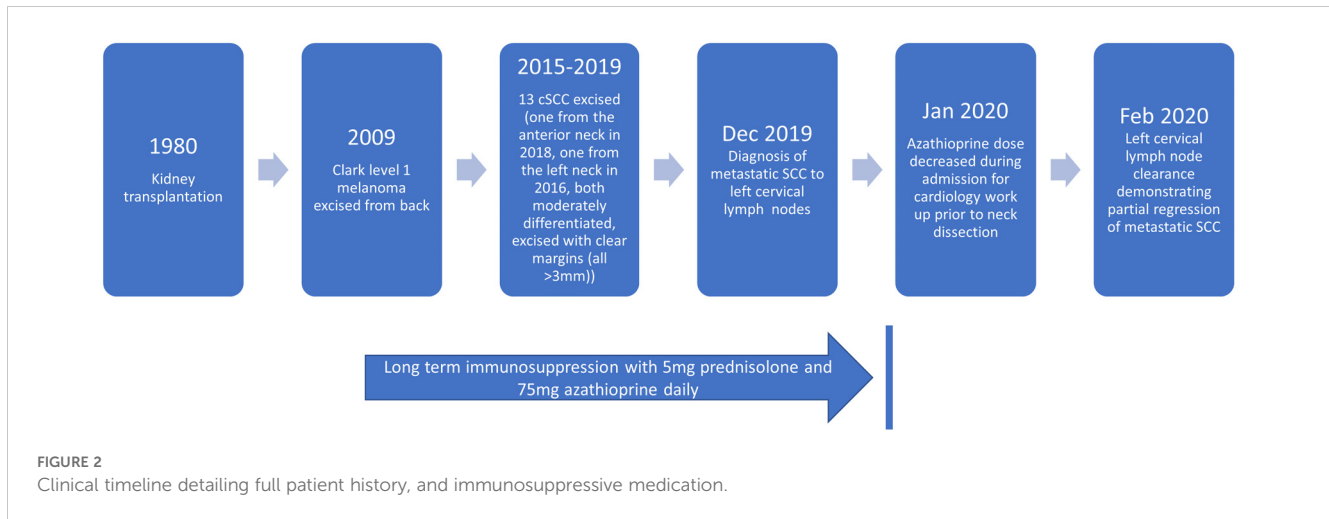 1980
Kidney
transplantation
2009
Clark level 1
melanoma
excised from back
2015-2019
13 cSCC excised
(one from the
anterior neck in
2018, one from
the left neck in
2016, both
moderately
differentiated,
excised with clear
margins (all
>3mm))
Dec 2019
Diagnosis of
metastatic SCC to
left cervical
lymph nodes
Jan 2020
Azathioprine dose
decreased during
admission for
cardiology work
up prior to neck
dissection
Feb 2020
Left cervical
lymph node
clearance
demonstrating
partial regression
of metastatic SCC
Long term immunosuppression with 5mg prednisolone and
75mg azathioprine daily
FIGURE 2
Clinical timeline detailing full patient history, and immunosuppressive medication.